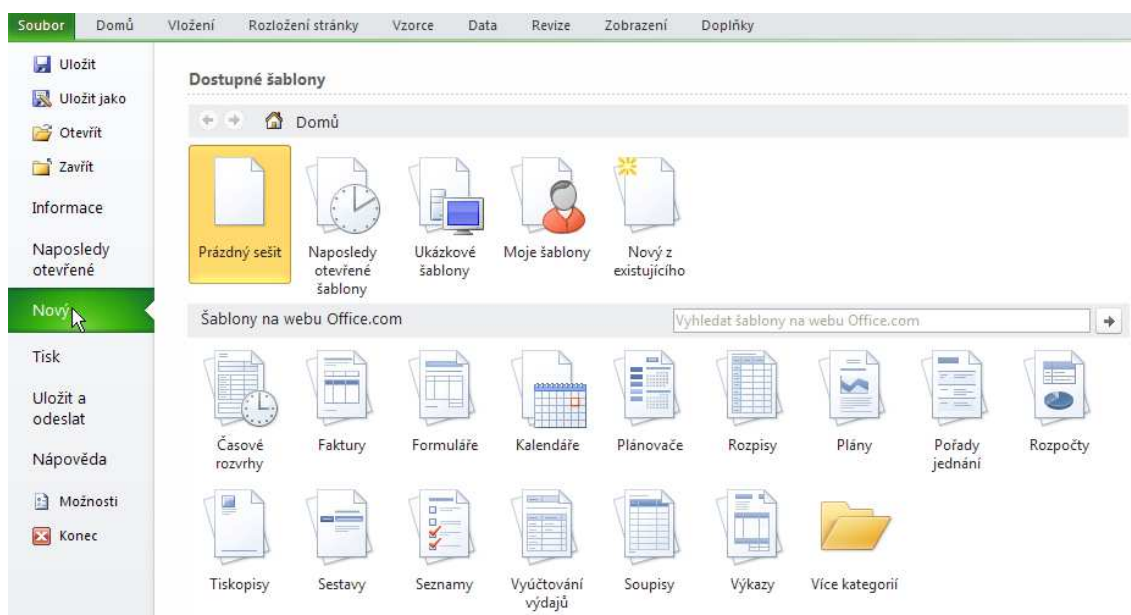 Soubor Domů Vložení Rozložení stránky Vzorce Data Revize Zobrazení Doplňky
Uložit
Uložit jako
Otevřít
Zavřít
Informace
Naposledy
otevřené
Nový
Tisk
Uložit a
odeslat
Nápověda
Možnosti
Konec
Dostupné šablony
Domů
Prázdný sešit
Naposledy
otevřené
šablony
Ukázkové
šablony
Moje šablony
Nový z
existujícího
Šablony na webu Office.com
Vyhledat šablony na webu Office.com
Časové
rozvrhy
Faktury
Formuláře
Kalendáře
Plánovače
Rozpisy
Plány
Pořady
jednání
Rozpočty
Tiskopisy
Sestavy
Seznamy
Vyúčtování
výdajů
Soupisy
Výkazy
Více kategorií